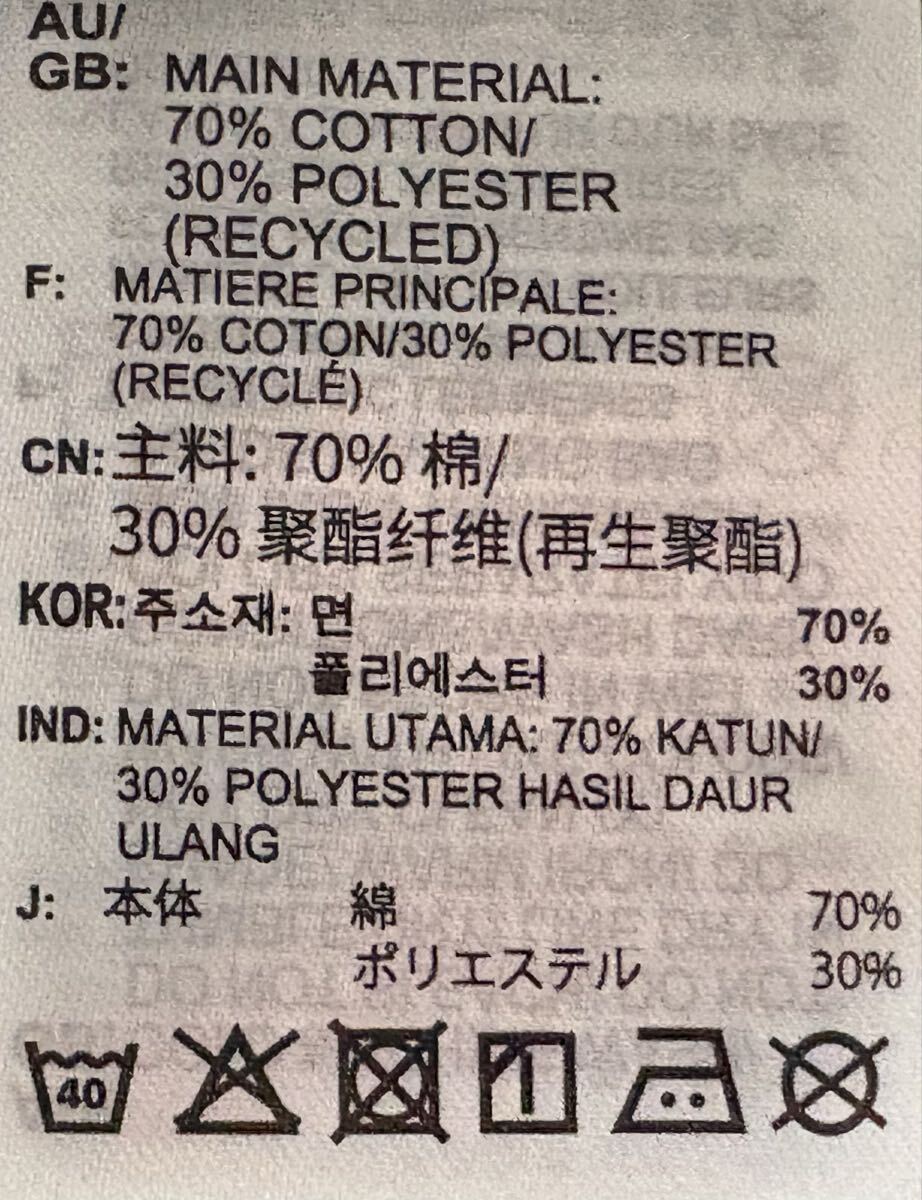 AU/
GB: MAIN MATERIAL:
70% COTTON/
30% POLYESTER
(RECYCLED)
F: MATIERE PRINCIPALE:
70% COTON/30% POLYESTER
(RECYCLÉ)
CN: 主料: 70% 棉/
30% 聚酯纤维(再生聚酯)
KOR: 주소재: 면 70%
폴리에스터 30%
IND: MATERIAL UTAMA: 70% KATUN/
30% POLYESTER HASIL DAUR
ULANG
J: 本体 綿 70%
ポリエステル 30%
40